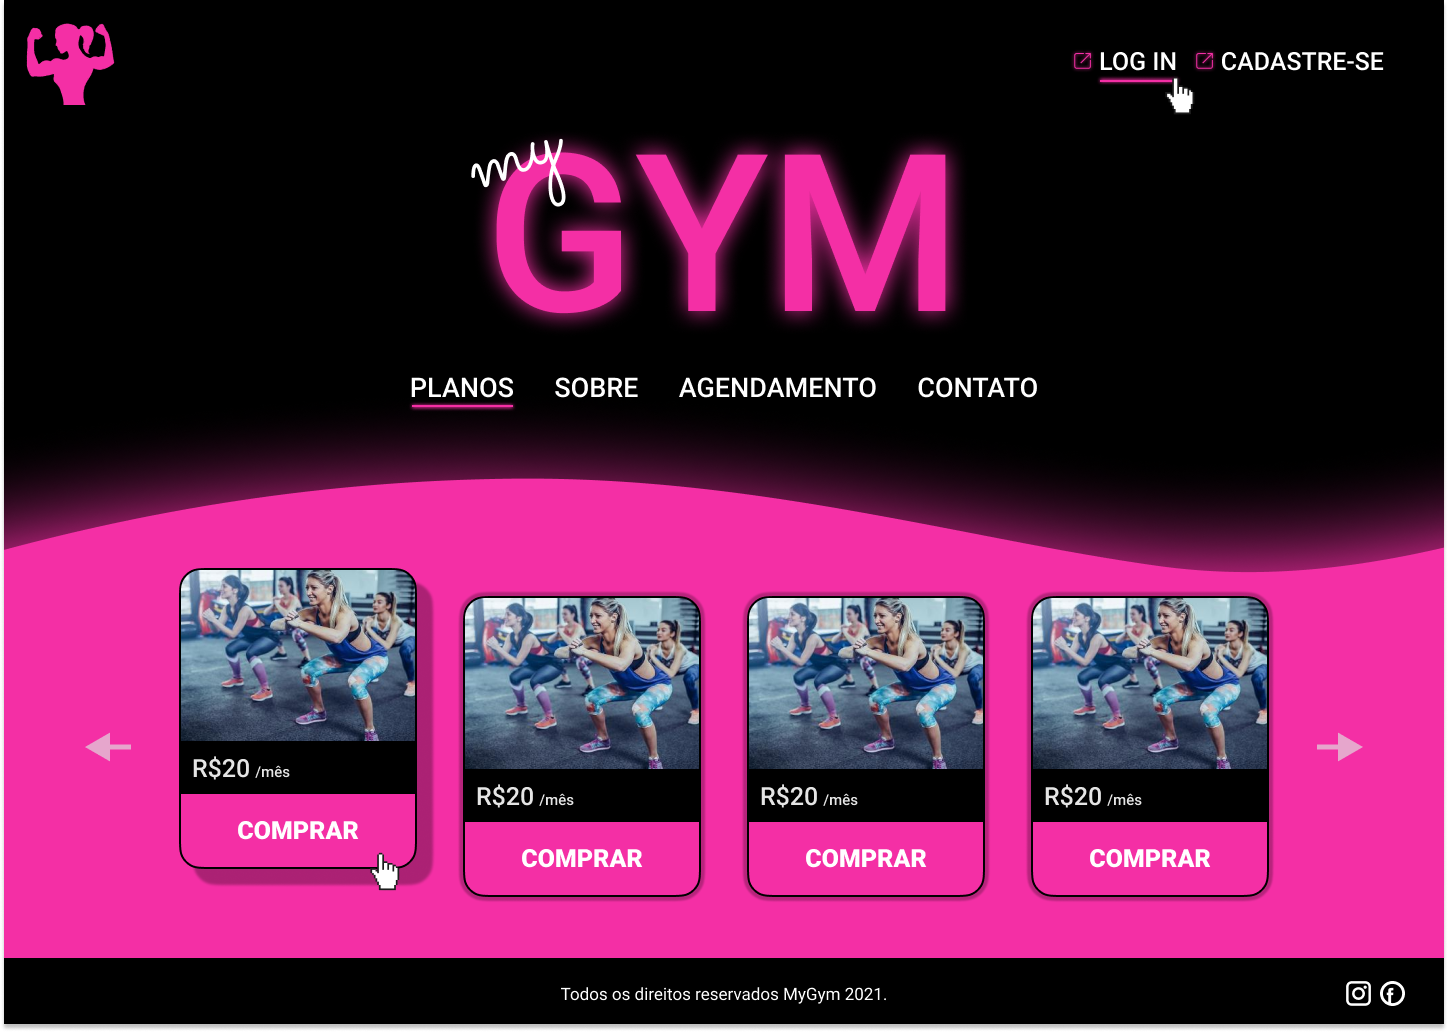 LOG IN CADASTRE-SE
my
GYM
PLANOS SOBRE AGENDAMENTO CONTATO
R$20 /mês
COMPRAR
R$20 /mês
COMPRAR
R$20 /mês
COMPRAR
R$20 /mês
COMPRAR
Todos os direitos reservados MyGym 2021.